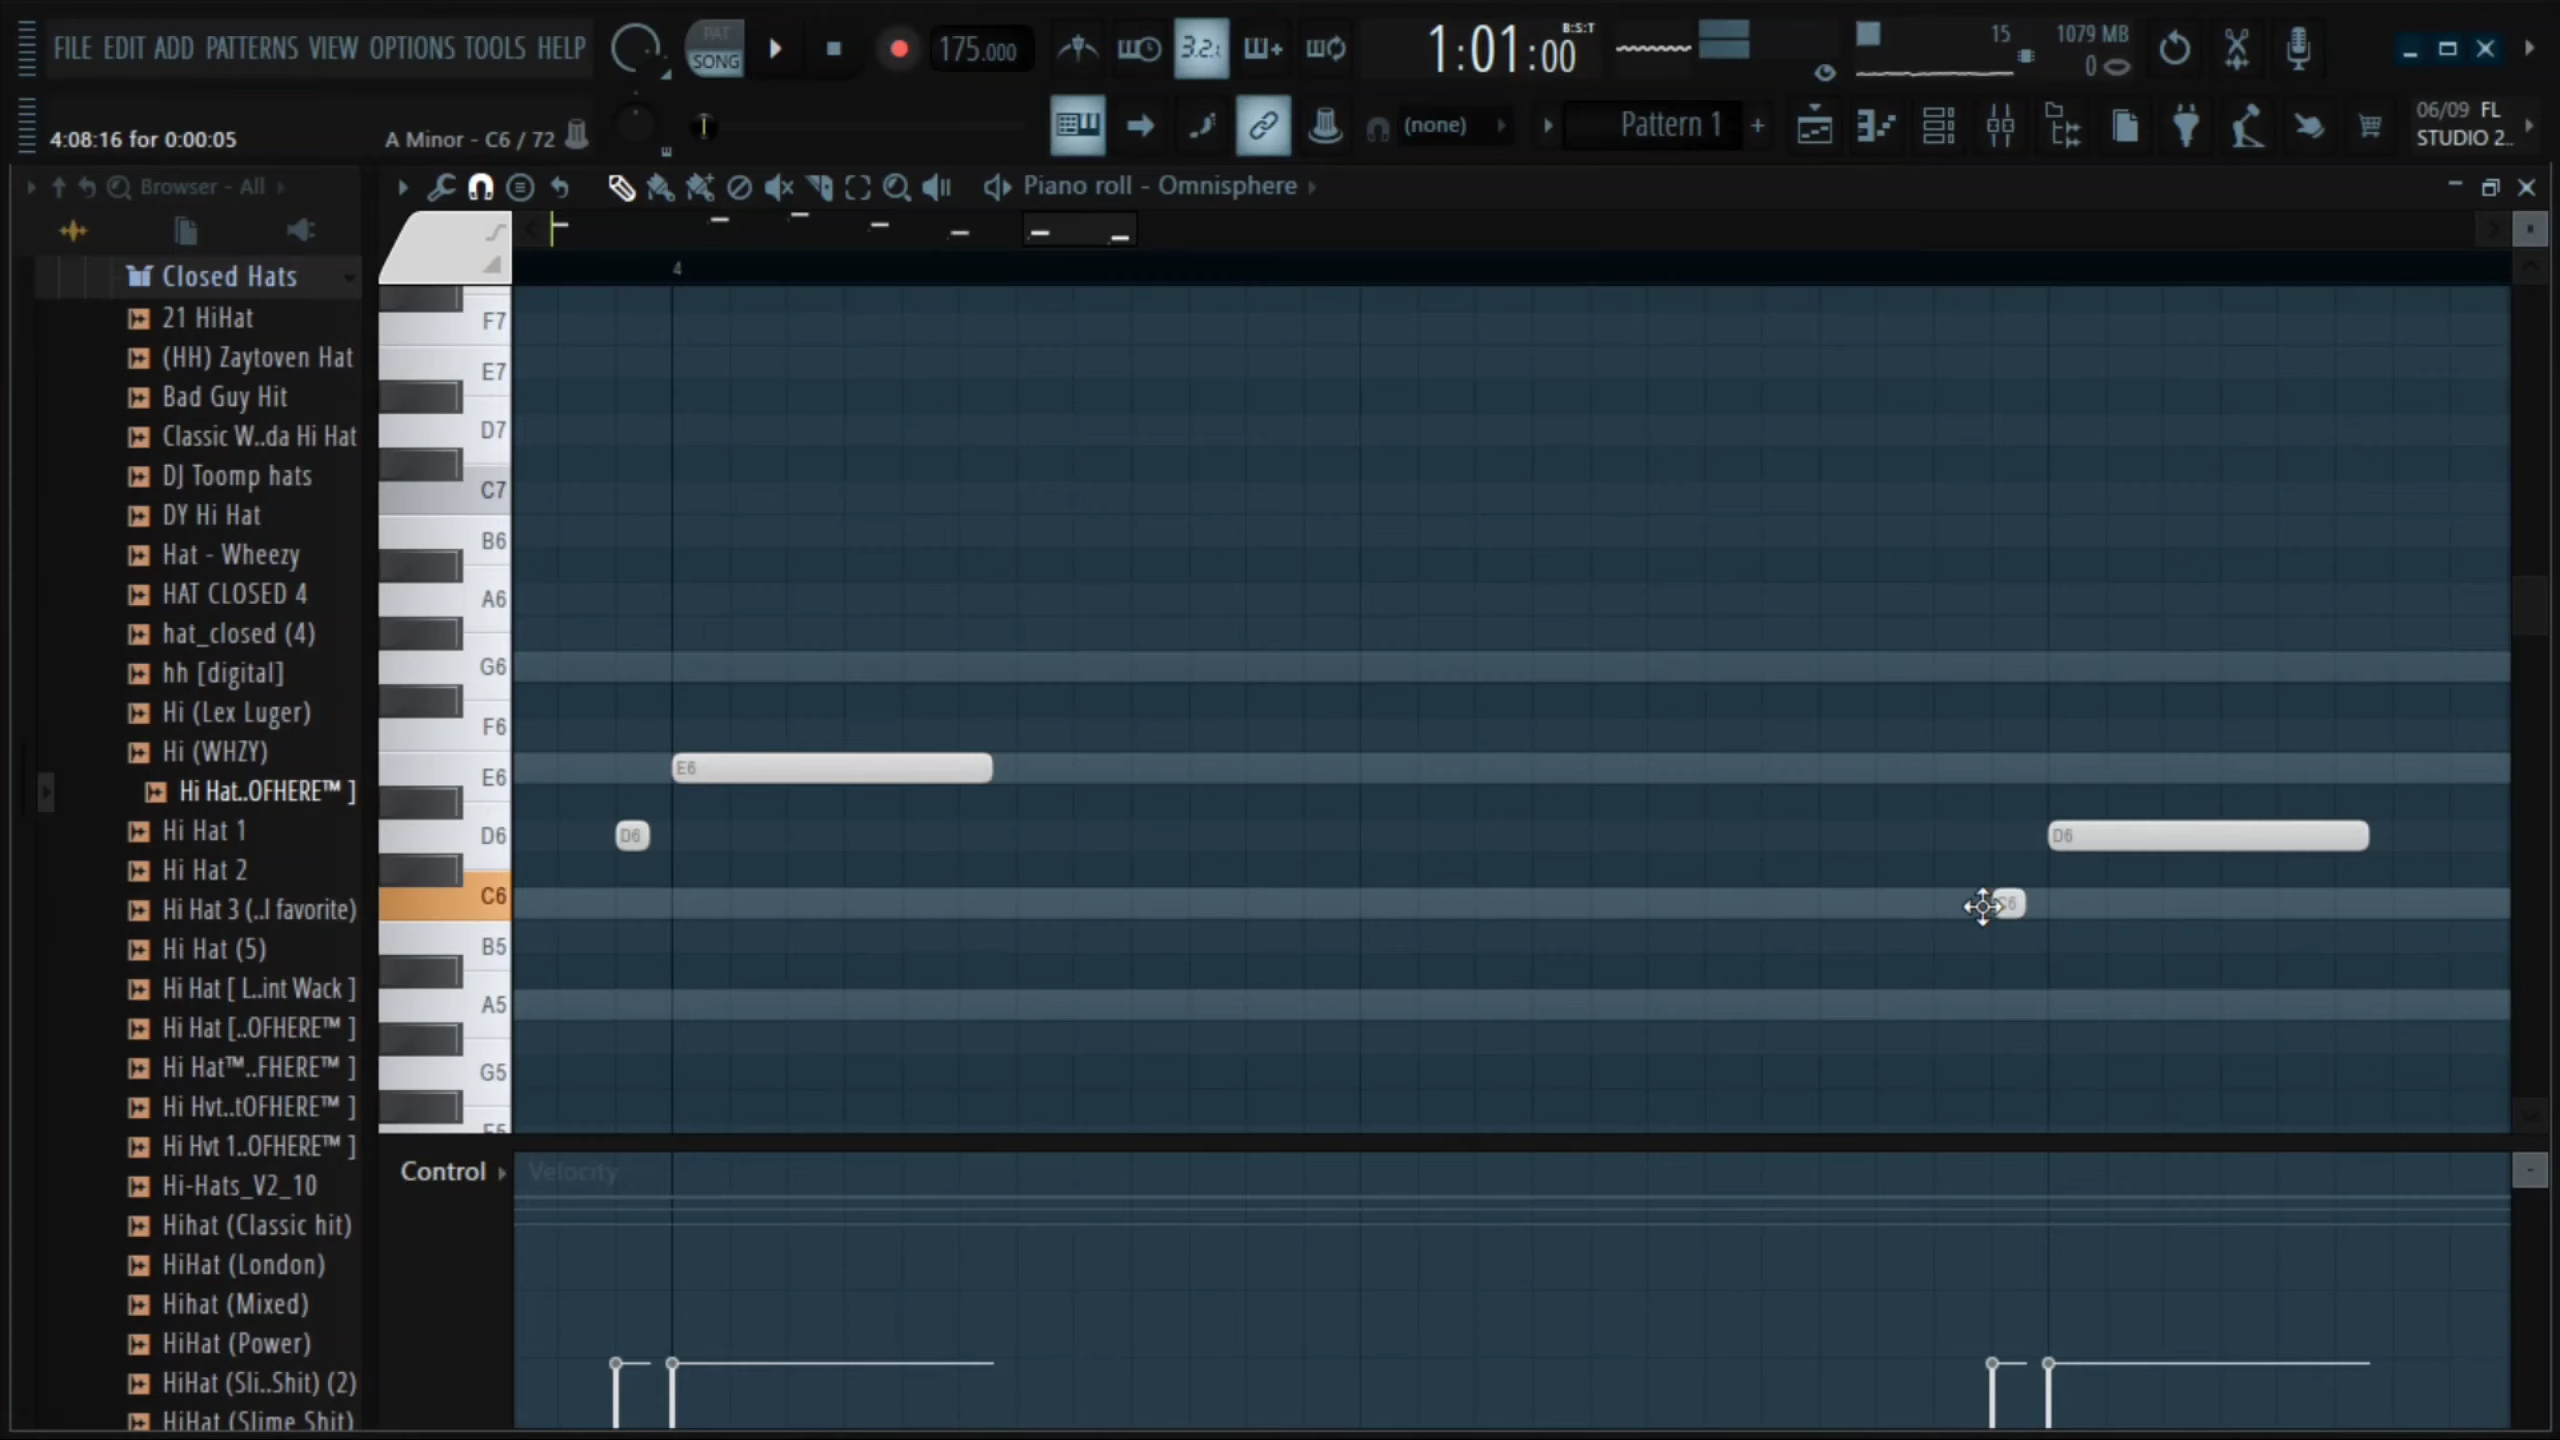 FILE EDIT ADD PATTERNS VIEW OPTIONS TOOLS HELP
PAT
SONG
175.000
3.2.
1:01:00
B:S:T
15
1079 MB
0
4:08:16 for 0:00:05
A Minor - C6 / 72
(none)
Pattern 1
06/09 FL
STUDIO 2..
Browser - All
Piano roll - Omnisphere
4
Closed Hats
21 HiHat
(HH) Zaytoven Hat
Bad Guy Hit
Classic W..da Hi Hat
DJ Toomp hats
DY Hi Hat
Hat - Wheezy
HAT CLOSED 4
hat_closed (4)
hh [digital]
Hi (Lex Luger)
Hi (WHZY)
Hi Hat..OFHERE™ ]
Hi Hat 1
Hi Hat 2
Hi Hat 3 (..l favorite)
Hi Hat (5)
Hi Hat [ L..int Wack ]
Hi Hat [..OFHERE™ ]
Hi Hat™..FHERE™ ]
Hi Hvt..tOFHERE™ ]
Hi Hvt 1..OFHERE™ ]
Hi-Hats_V2_10
Hihat (Classic hit)
HiHat (London)
Hihat (Mixed)
HiHat (Power)
HiHat (Sli..Shit) (2)
HiHat (Slime Shit)
F7
E7
D7
C7
B6
A6
G6
F6
E6
D6
C6
B5
A5
G5
E6
D6
D6
Control
Velocity